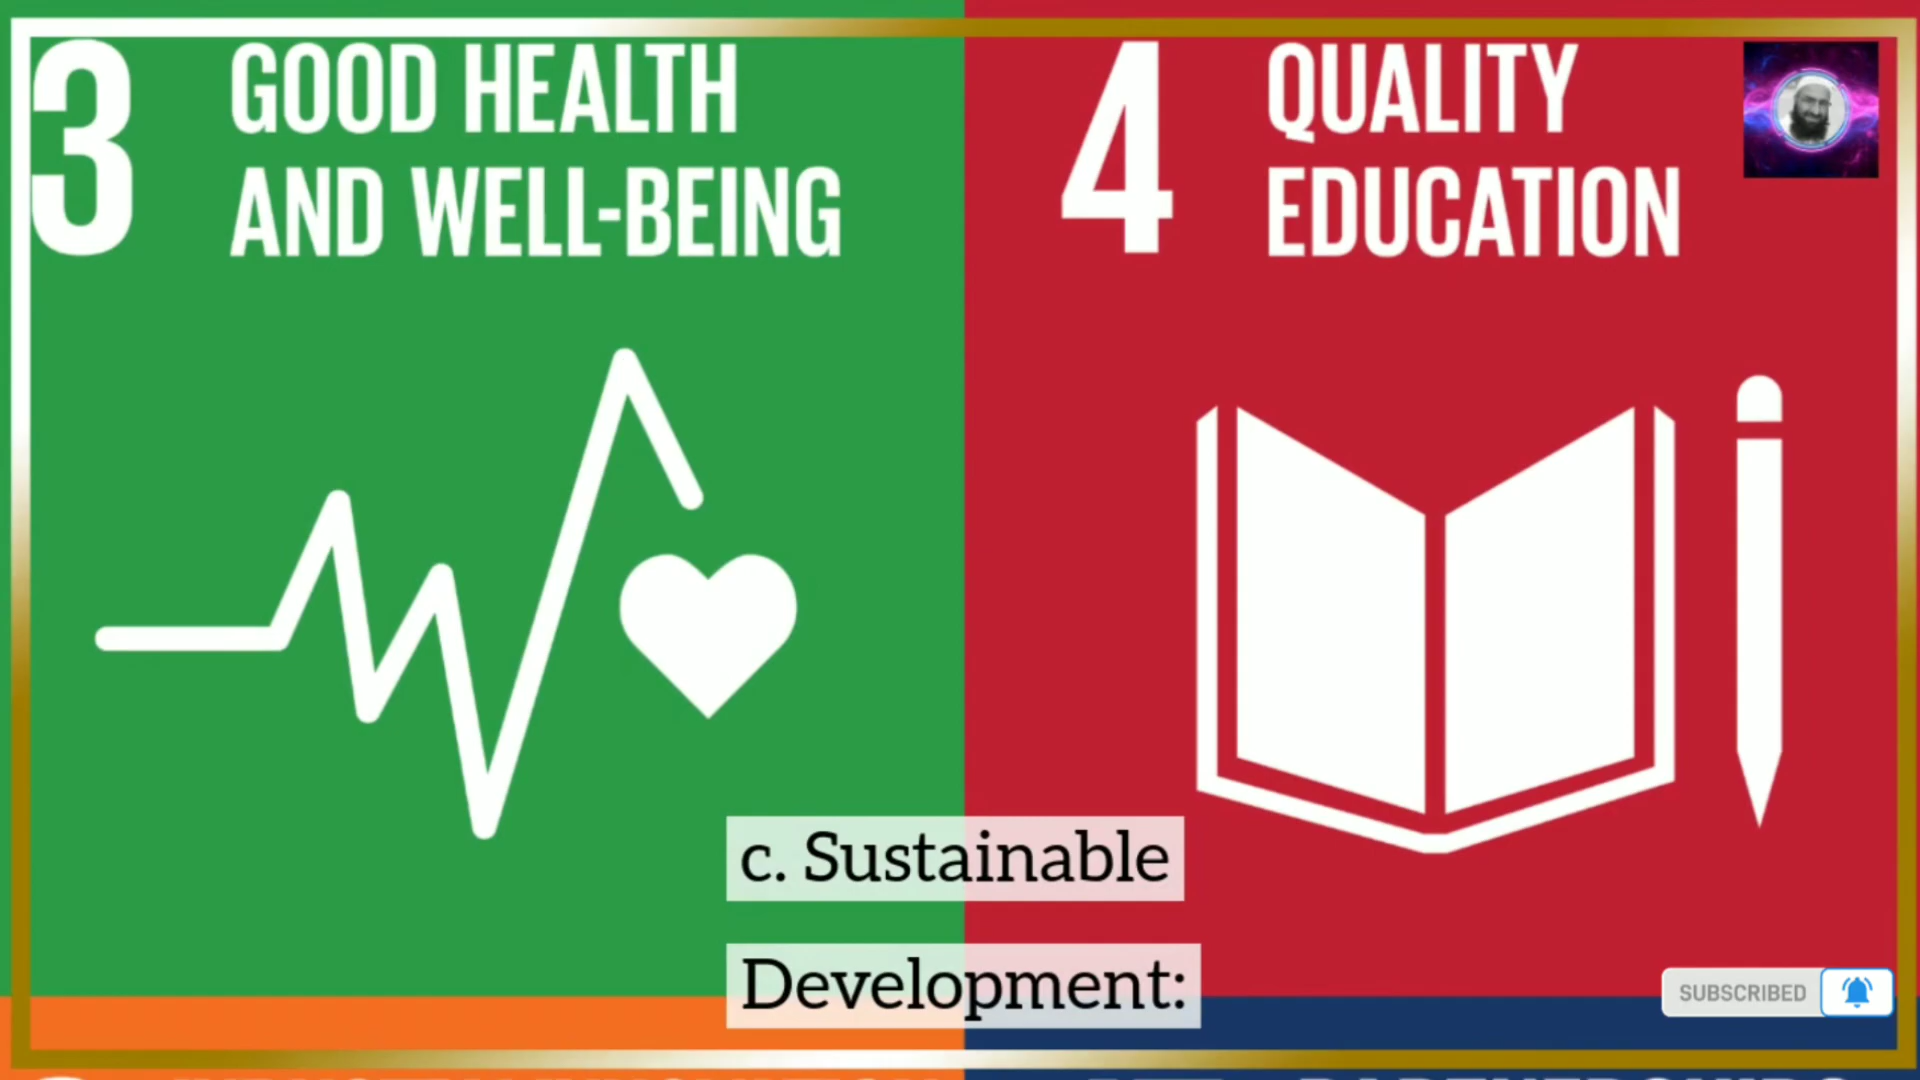 3
GOOD HEALTH
AND WELL-BEING
4
QUALITY
EDUCATION
c. Sustainable
Development:
SUBSCRIBED